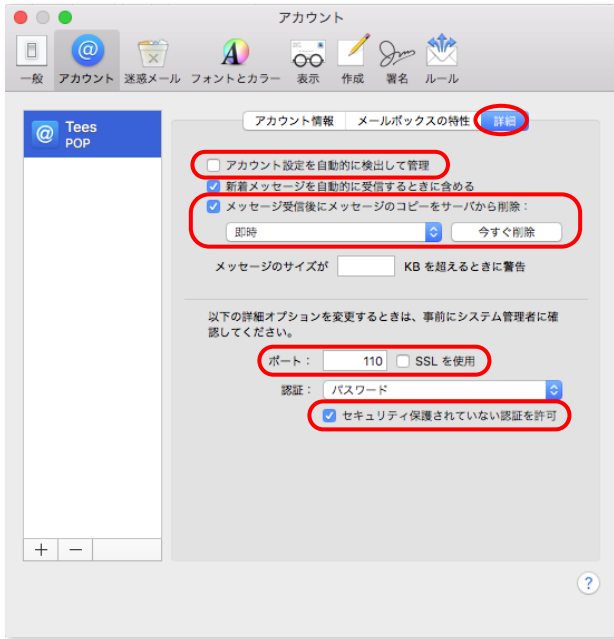 アカウント
一般 アカウント 迷惑メール フォントとカラー 表示 作成 署名 ルール
@ Tees
POP
アカウント情報 メールボックスの特性 詳細
アカウント設定を自動的に検出して管理
新着メッセージを自動的に受信するときに含める
メッセージ受信後にメッセージのコピーをサーバから削除：
即時 今すぐ削除
メッセージのサイズが KB を超えるときに警告
以下の詳細オプションを変更するときは、事前にシステム管理者に確
認してください。
ポート： 110 SSL を使用
認証： パスワード
セキュリティ保護されていない認証を許可
+ −
?